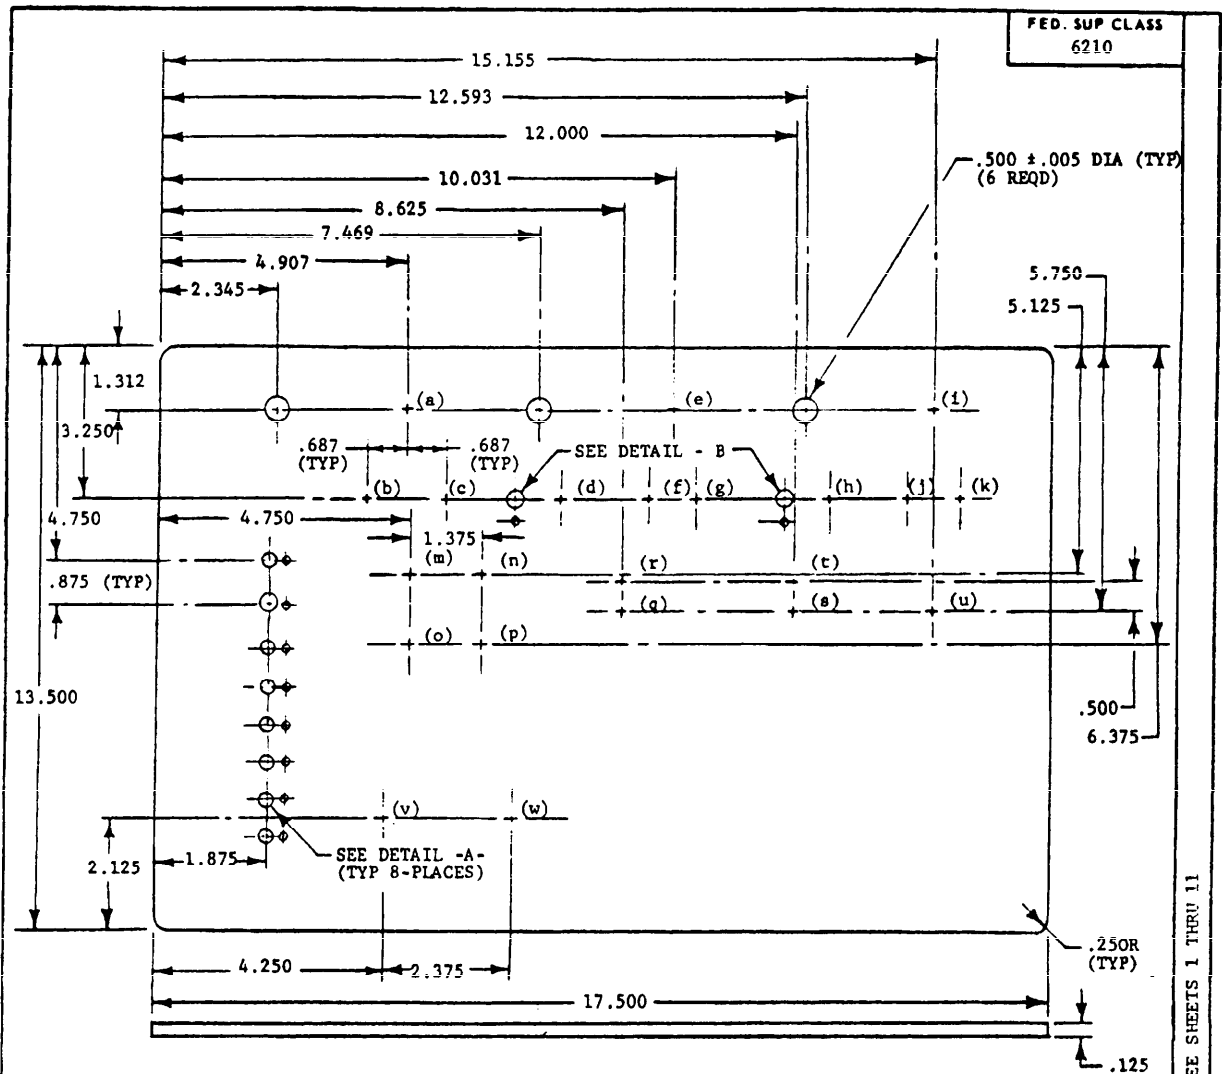 FED. SUP CLASS
6210
15.155
12.593
12.000
.500 ±.005 DIA (TYP)
(6 REQD)
10.031
8.625
7.469
4.907
2.345
5.750
5.125
1.312
(a)
(e)
(i)
3.250
.687
(TYP)
.687
(TYP)
SEE DETAIL - B
(b)
(c)
(d)
(f)
(g)
(h)
(j)
(k)
4.750
4.750
1.375
(m)
(n)
(r)
(t)
.875 (TYP)
(q)
(s)
(u)
(o)
(p)
13.500
.500
6.375
(v)
(w)
2.125
1.875
SEE DETAIL -A-
(TYP 8-PLACES)
.250R
(TYP)
4.250
2.375
17.500
.125
EE SHEETS 1 THRU 11